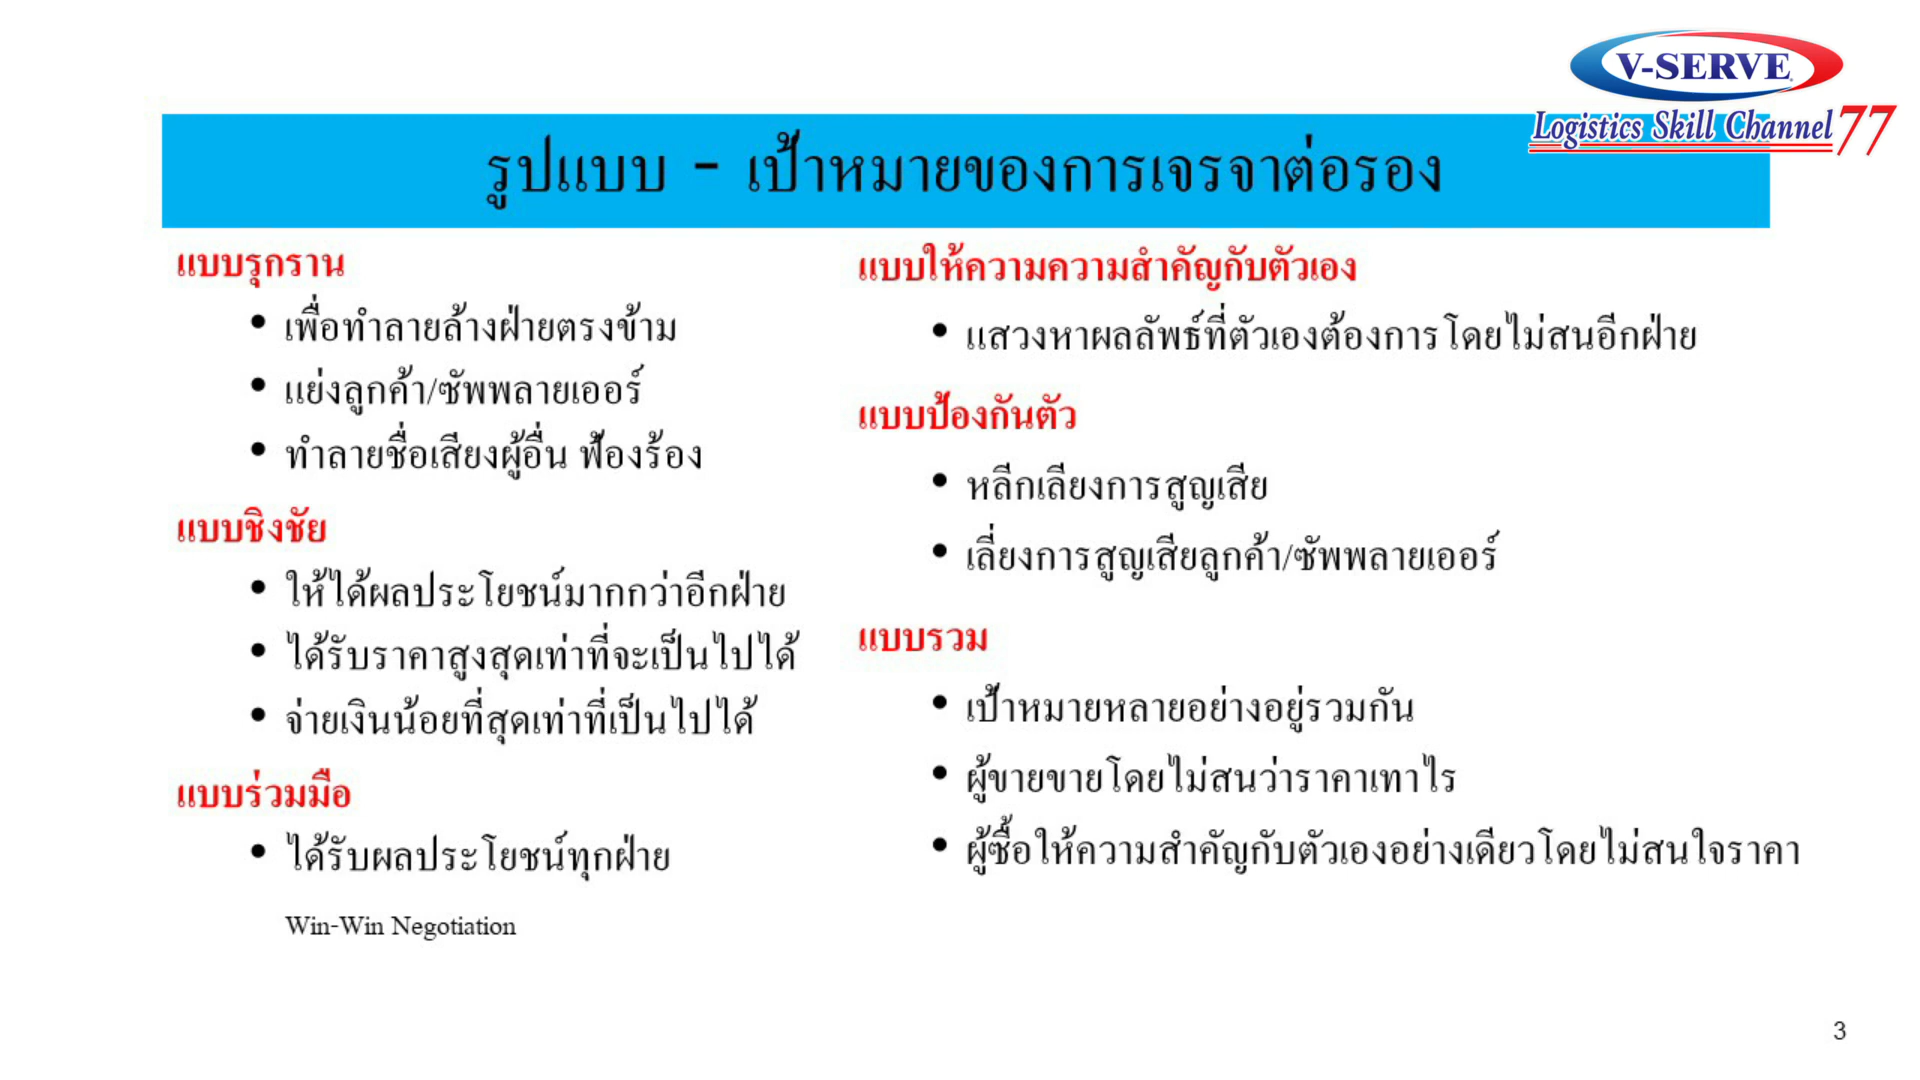 V-SERVE
Logistics Skill Channel 77
รูปแบบ - เป้าหมายของการเจรจาต่อรอง
แบบรุกราน
• เพื่อทำลายล้างฝ่ายตรงข้าม
• แย่งลูกค้า/ซัพพลายเออร์
• ทำลายชื่อเสียงผู้อื่น ฟ้องร้อง
แบบชิงชัย
• ให้ได้ผลประโยชน์มากกว่าอีกฝ่าย
• ได้รับราคาสูงสุดเท่าที่จะเป็นไปได้
• จ่ายเงินน้อยที่สุดเท่าที่เป็นไปได้
แบบร่วมมือ
• ได้รับผลประโยชน์ทุกฝ่าย
Win-Win Negotiation
แบบให้ความความสำคัญกับตัวเอง
• แสวงหาผลลัพธ์ที่ตัวเองต้องการโดยไม่สนอีกฝ่าย
แบบป้องกันตัว
• หลีกเลียงการสูญเสีย
• เลี่ยงการสูญเสียลูกค้า/ซัพพลายเออร์
แบบรวม
• เป้าหมายหลายอย่างอยู่รวมกัน
• ผู้ขายขายโดยไม่สนว่าราคาเทาไร
• ผู้ซื้อให้ความสำคัญกับตัวเองอย่างเดียวโดยไม่สนใจราคา
3